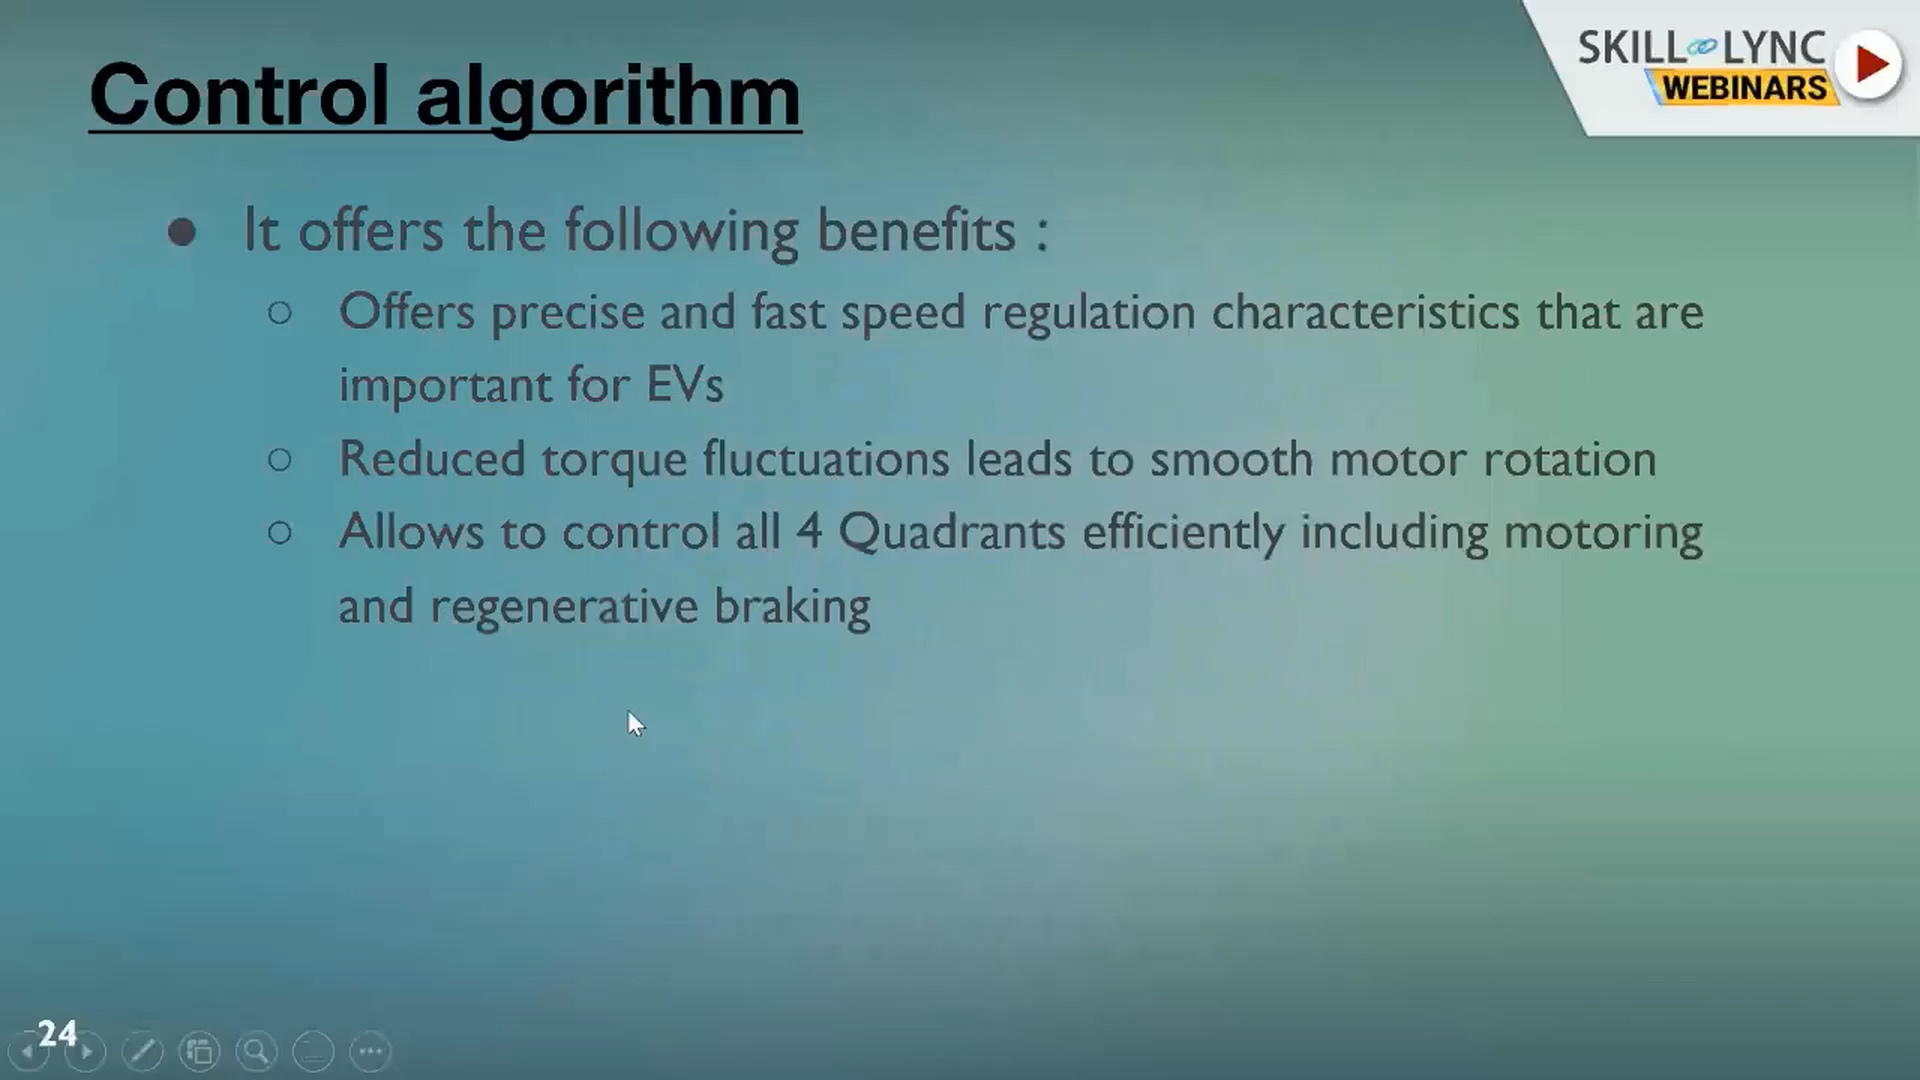 Control algorithm
SKILL LYNC
WEBINARS
● It offers the following benefits :
○ Offers precise and fast speed regulation characteristics that are
important for EVs
○ Reduced torque fluctuations leads to smooth motor rotation
○ Allows to control all 4 Quadrants efficiently including motoring
and regenerative braking
24